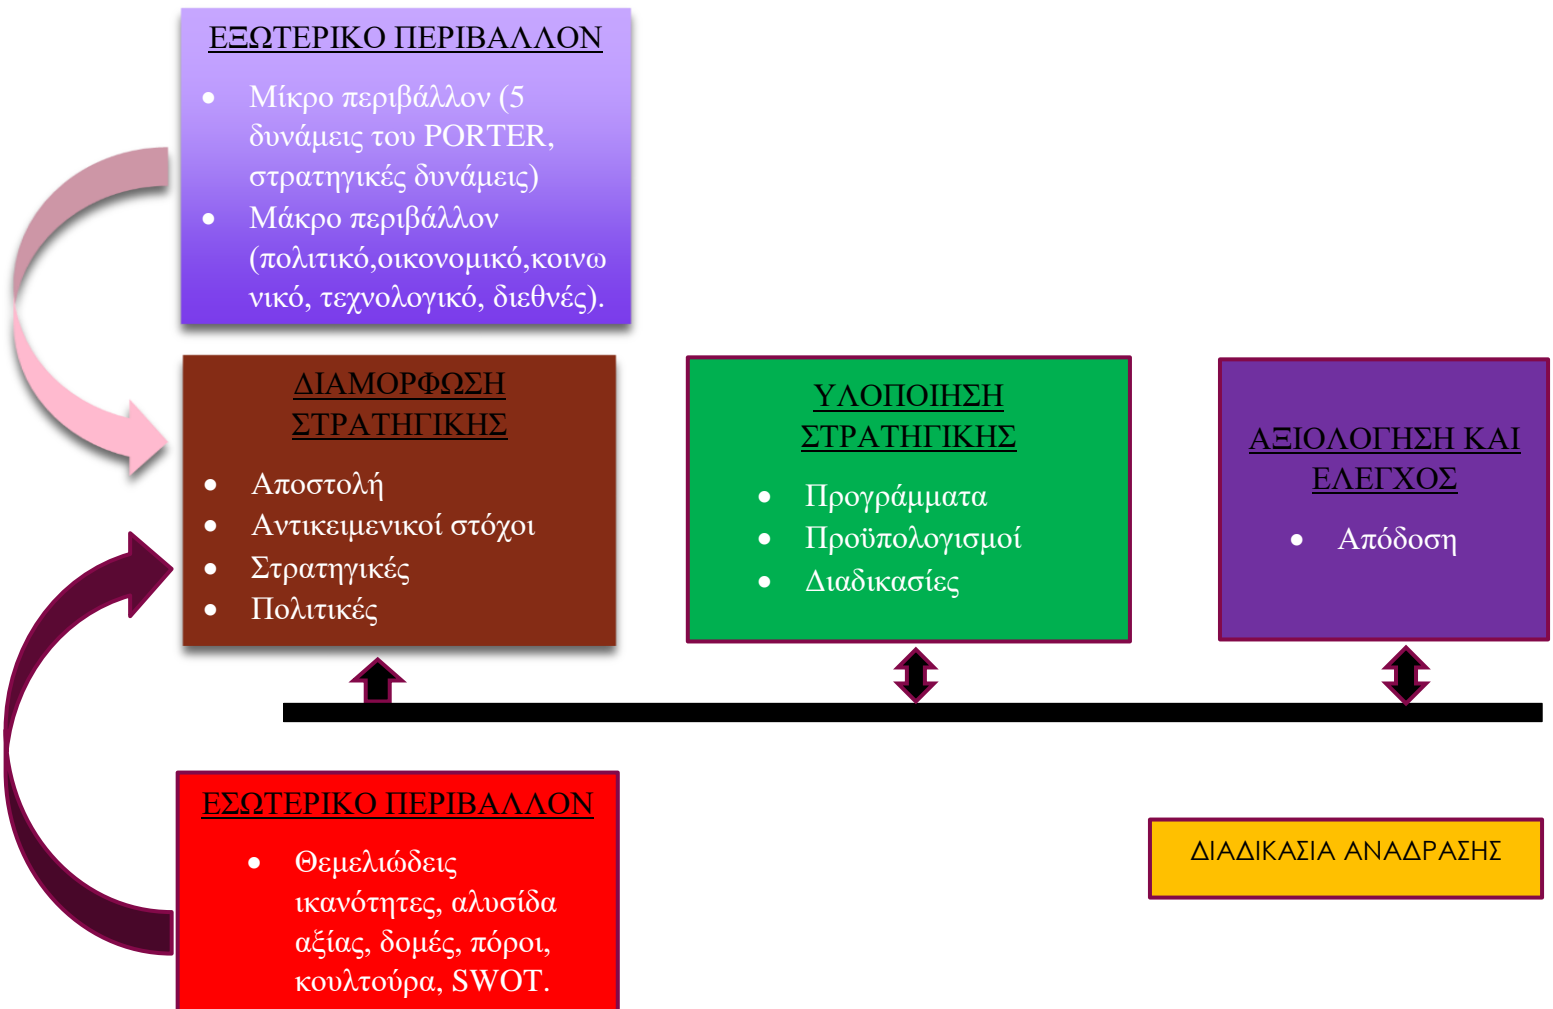 ΕΞΩΤΕΡΙΚΟ ΠΕΡΙΒΑΛΛΟΝ
• Μίκρο περιβάλλον (5
δυνάμεις του PORTER,
στρατηγικές δυνάμεις)
• Μάκρο περιβάλλον
(πολιτικό,οικονομικό,κοινω
νικό, τεχνολογικό, διεθνές).
ΔΙΑΜΟΡΦΩΣΗ
ΣΤΡΑΤΗΓΙΚΗΣ
• Αποστολή
• Αντικειμενικοί στόχοι
• Στρατηγικές
• Πολιτικές
ΥΛΟΠΟΙΗΣΗ
ΣΤΡΑΤΗΓΙΚΗΣ
• Προγράμματα
• Προϋπολογισμοί
• Διαδικασίες
ΑΞΙΟΛΟΓΗΣΗ ΚΑΙ
ΕΛΕΓΧΟΣ
• Απόδοση
ΕΣΩΤΕΡΙΚΟ ΠΕΡΙΒΑΛΛΟΝ
• Θεμελιώδεις
ικανότητες, αλυσίδα
αξίας, δομές, πόροι,
κουλτούρα, SWOT.
ΔΙΑΔΙΚΑΣΙΑ ΑΝΑΔΡΑΣΗΣ